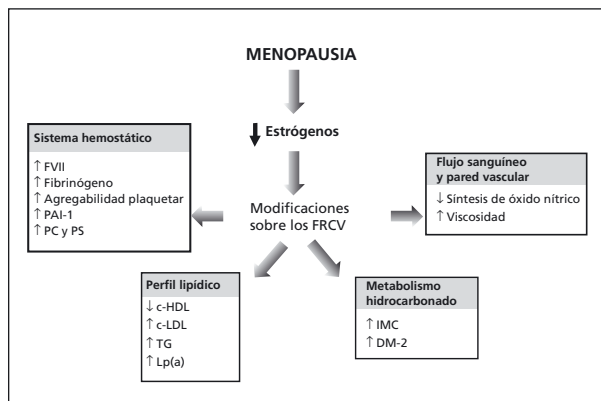 MENOPAUSIA
↓ Estrógenos
Modificaciones
sobre los FRCV
Sistema hemostático
↑ FVII
↑ Fibrinógeno
↑ Agregabilidad plaquetar
↑ PAI-1
↑ PC y PS
Flujo sanguíneo
y pared vascular
↓ Síntesis de óxido nítrico
↑ Viscosidad
Perfil lipídico
↓ c-HDL
↑ c-LDL
↑ TG
↑ Lp(a)
Metabolismo
hidrocarbonado
↑ IMC
↑ DM-2